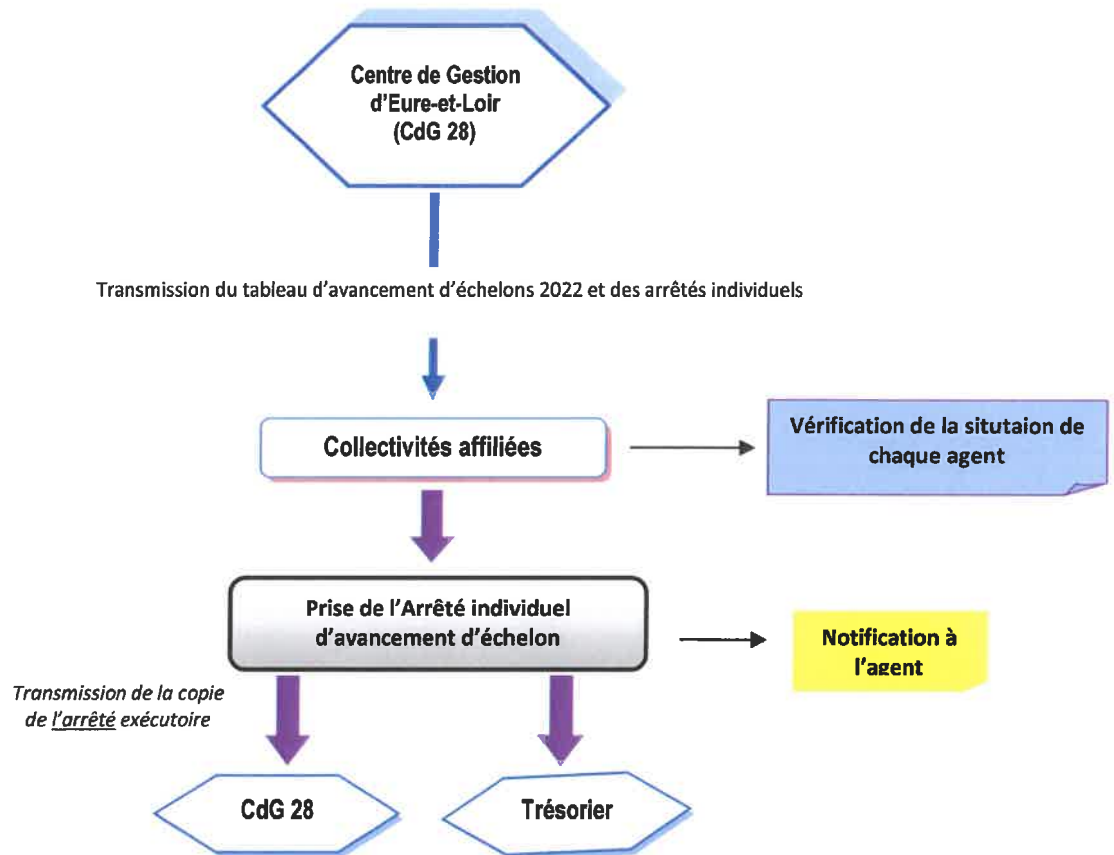 Centre de Gestion
d'Eure-et-Loir
(CdG 28)
Transmission du tableau d'avancement d'échelons 2022 et des arrêtés individuels
Collectivités affiliées
Vérification de la situtaion de
chaque agent
Prise de l'Arrêté individuel
d'avancement d'échelon
Notification à
l'agent
Transmission de la copie
de l'arrêté exécutoire
CdG 28
Trésorier